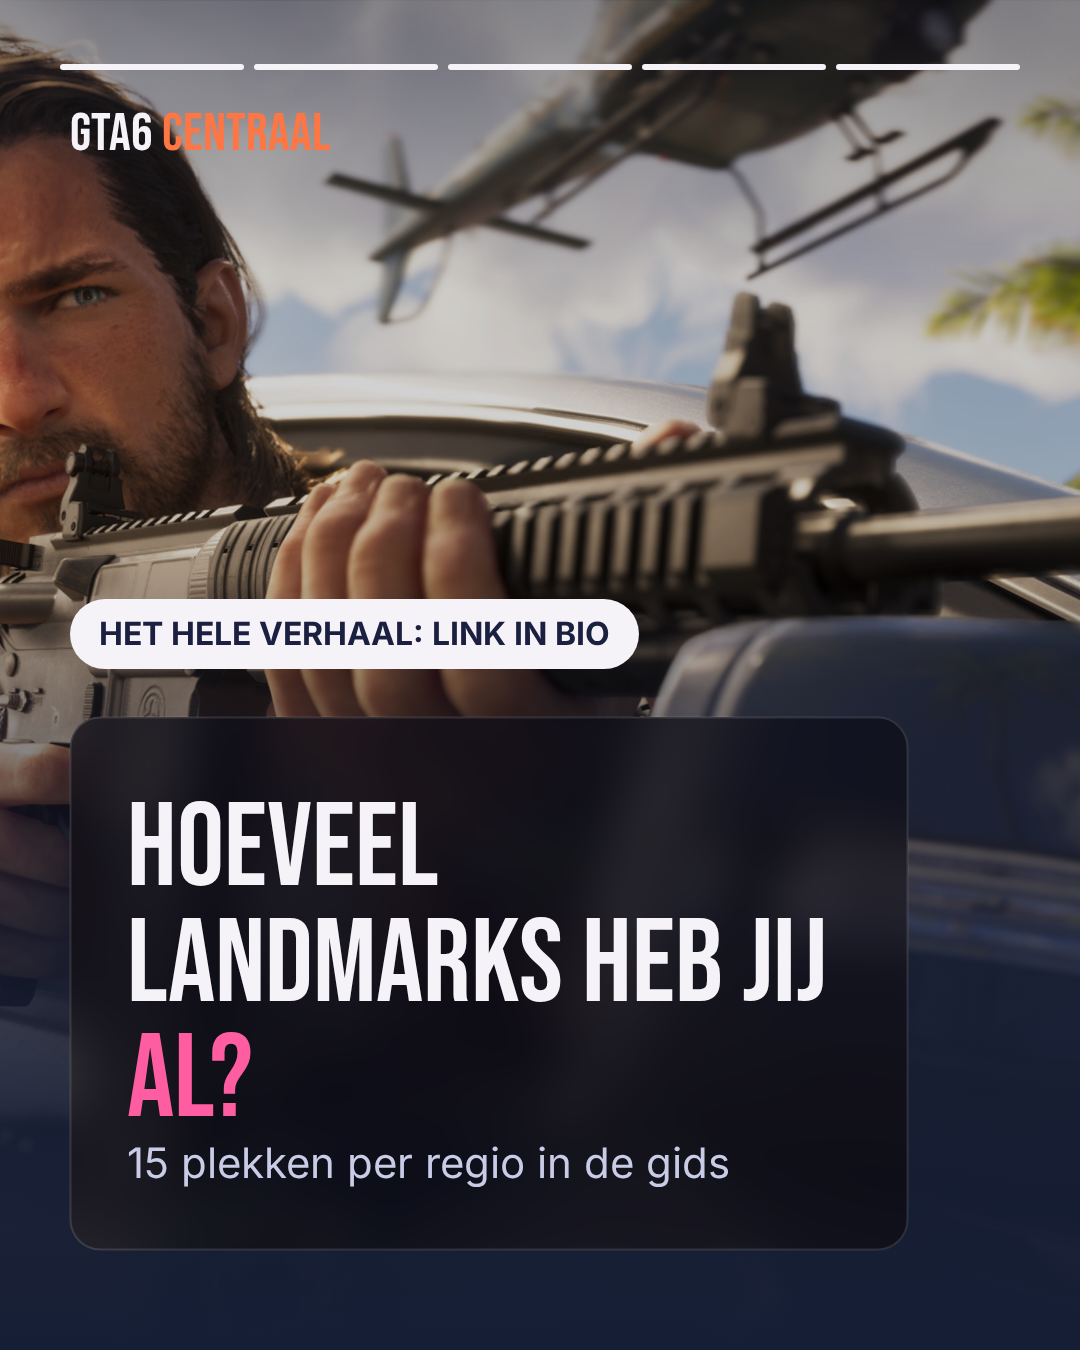 GTA6 CENTRAAL
HET HELE VERHAAL: LINK IN BIO
HOEVEEL
LANDMARKS HEB JIJ
AL?
15 plekken per regio in de gids